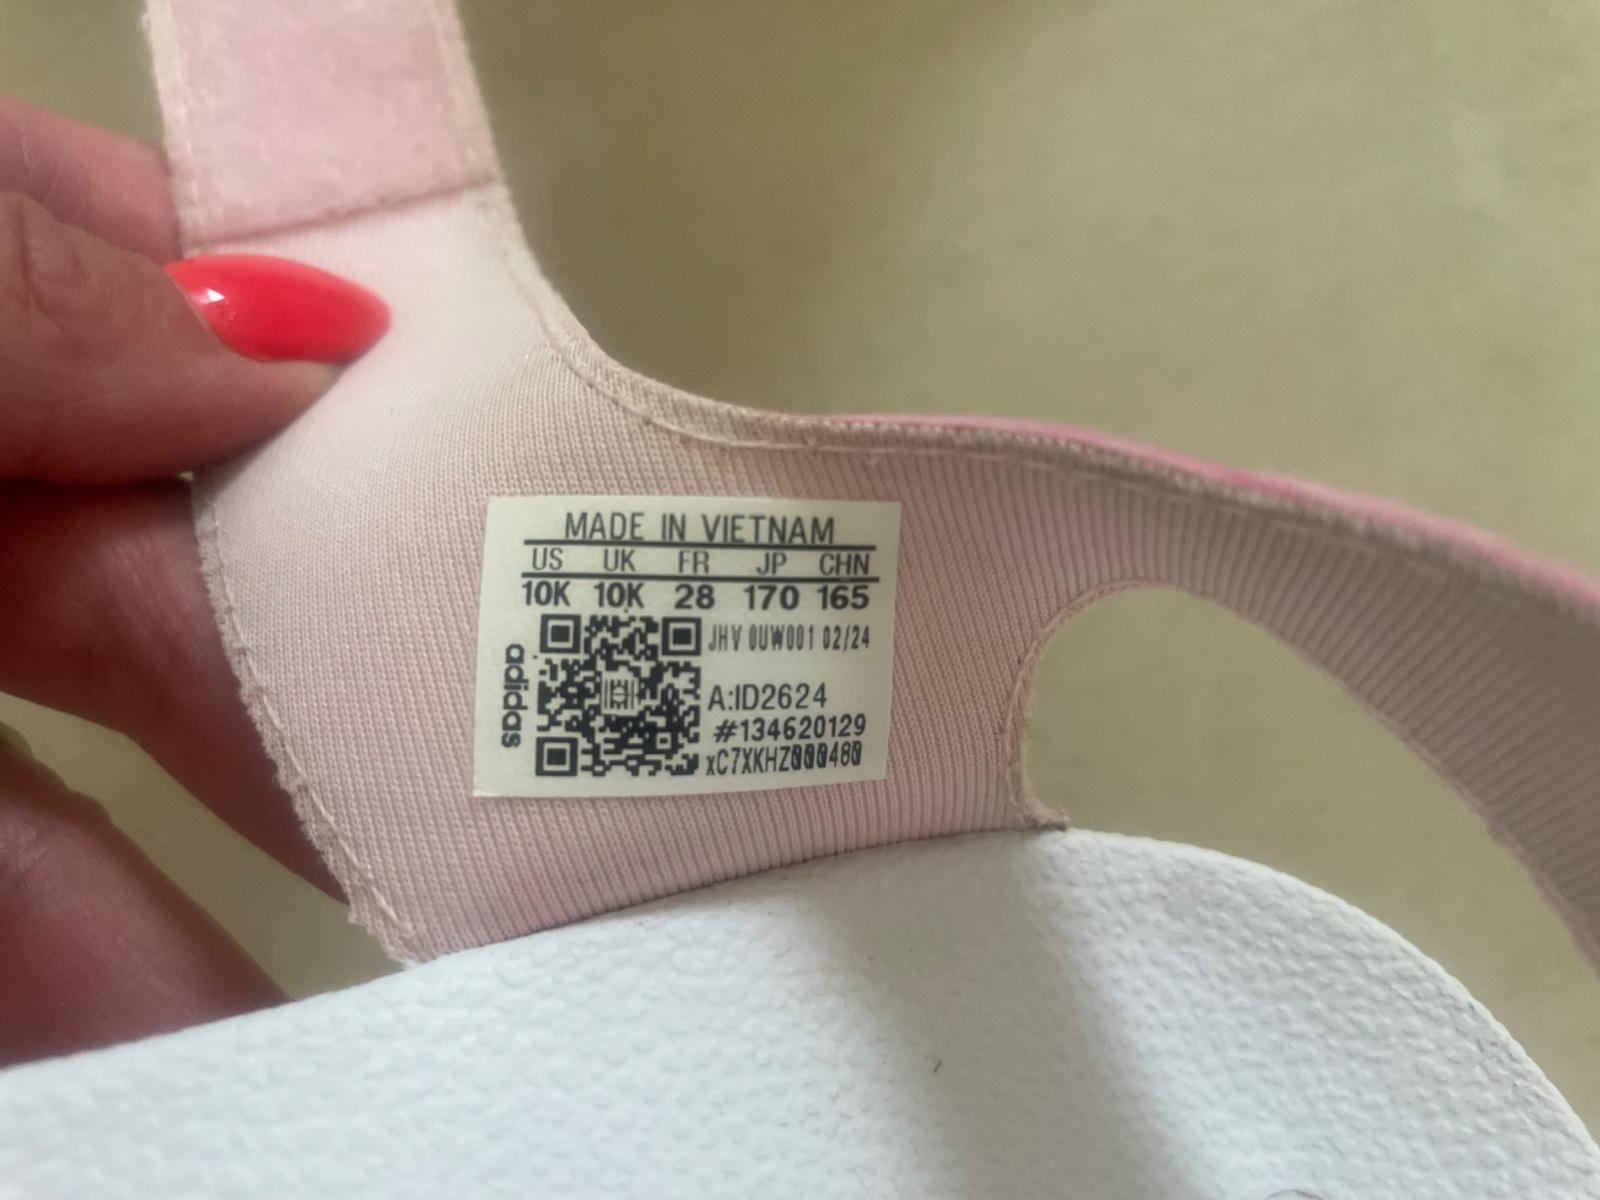 MADE IN VIETNAM
US UK FR JP CHN
10K 10K 28 170 165
JHV 0UW001 02/24
A:ID2624
#134620129
xC7XKHZ000480
adidas